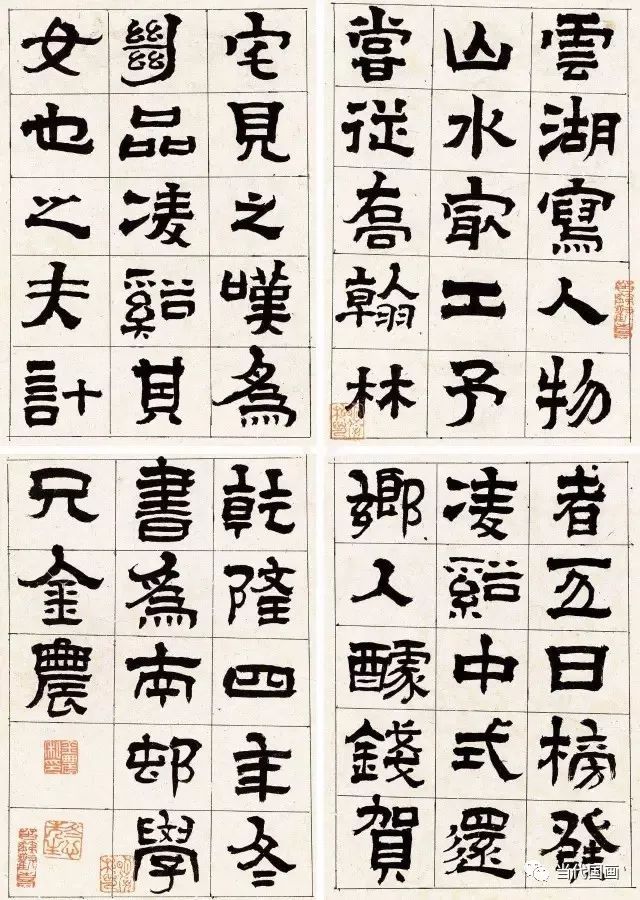 雲湖寫人物
山水㝡工予
嘗從喬翰林
宅見之嘆為
𢇍品凌谿其
女也之夫計
者五日榜發
凌谿中式還
鄉人醵錢賀
乾隆四年冬
書為南邨學
兄金農
当代国画